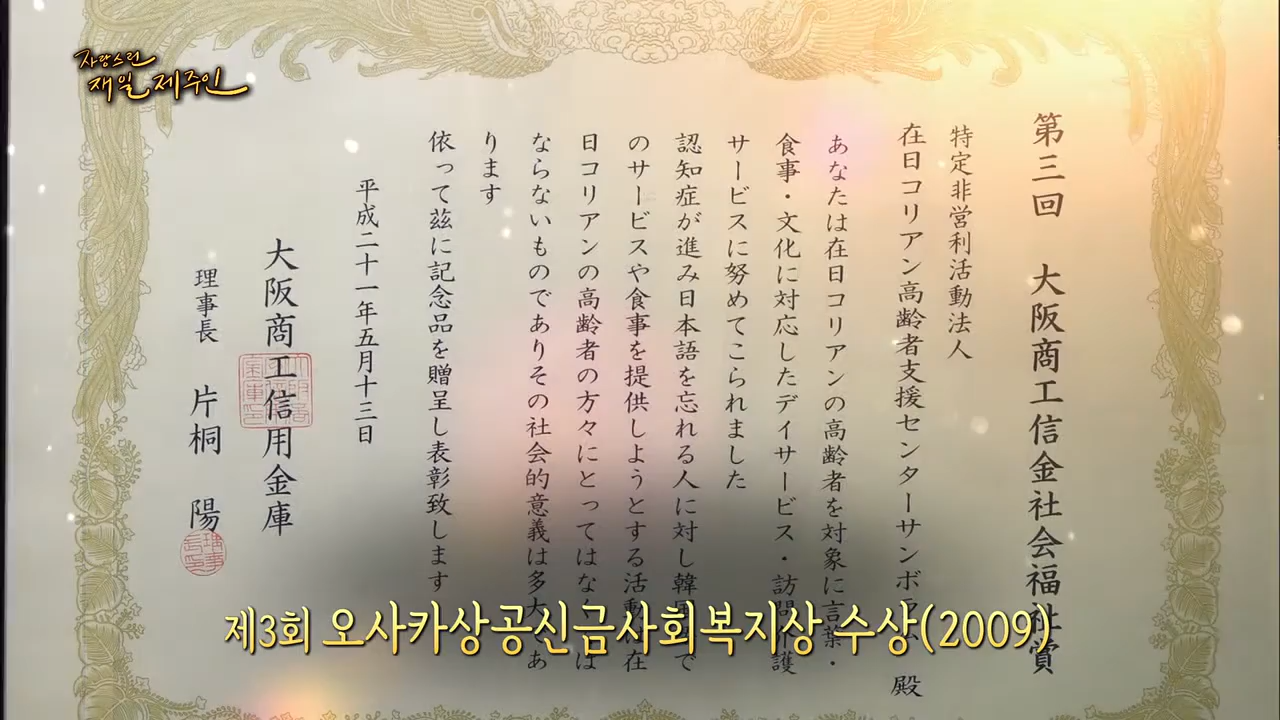 자랑스런
재일 제주인
第三回 大阪商工信金社会福祉賞
特定非営利活動法人
在日コリアン高齢者支援センターサンボラム 殿
あなたは在日コリアンの高齢者を対象に言葉・
食事・文化に対応したデイサービス・訪問介護
サービスに努めてこられました
認知症が進み日本語を忘れる人に対し韓国で
のサービスや食事を提供しようとする活動 在
日コリアンの高齢者の方々にとってはな は
ならないものでありその社会的意義は多大 あ
ります
依って茲に記念品を贈呈し表彰致します
平成二十一年五月十三日
大阪商工信用金庫
理事長 片桐 陽
제3회 오사카상공신금사회복지상 수상(2009)